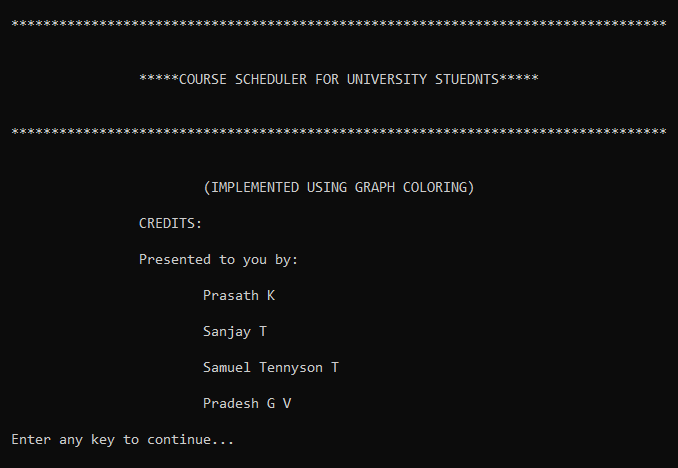 **********************************************************************************
*****COURSE SCHEDULER FOR UNIVERSITY STUEDNTS*****
**********************************************************************************
(IMPLEMENTED USING GRAPH COLORING)
CREDITS:
Presented to you by:
Prasath K
Sanjay T
Samuel Tennyson T
Pradesh G V
Enter any key to continue...